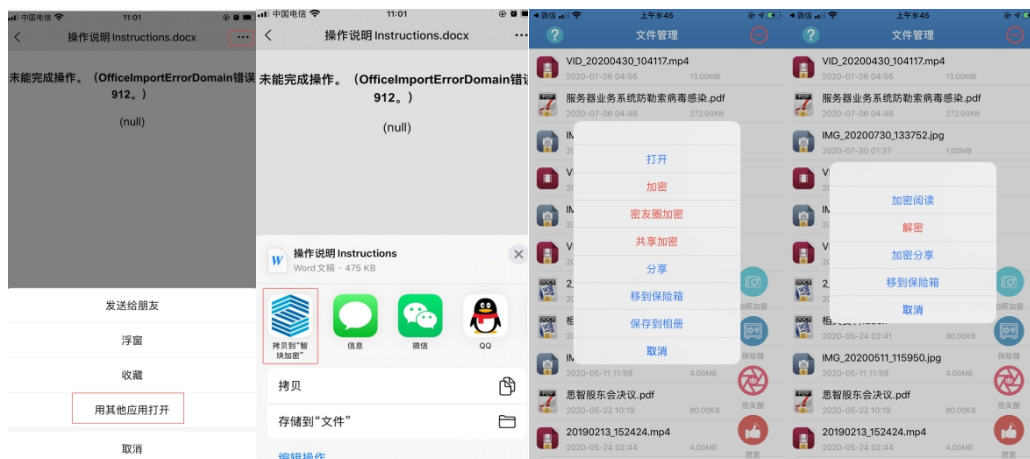 中国电信
11:01
操作说明 Instructions.docx
未能完成操作。（OfficeImportErrorDomain错误
912。）
(null)
发送给朋友
浮窗
收藏
用其他应用打开
取消
中国电信
11:01
操作说明 Instructions.docx
未能完成操作。（OfficeImportErrorDomain错误
912。）
(null)
操作说明 Instructions
Word 文稿 · 475 KB
拷贝到“智
块加密”
信息
微信
QQ
拷贝
存储到“文件”
编辑操作
微信
上午9:45
文件管理
VID_20200430_104117.mp4
2020-07-06 04:56
13.00MB
服务器业务系统防勒索病毒感染.pdf
2020-07-06 04:46
272.00KB
打开
加密
密友圈加密
共享加密
分享
移到保险箱
保存到相册
取消
2020-05-11 11:59
4.00MB
保险箱
思智股东会决议.pdf
2020-05-22 10:19
80.00KB
密友圈
20190213_152424.mp4
2020-05-24 02:44
4.00MB
微信
上午9:45
文件管理
VID_20200430_104117.mp4
2020-07-06 04:56
13.00MB
服务器业务系统防勒索病毒感染.pdf
2020-07-06 04:46
272.00KB
IMG_20200730_133752.jpg
2020-07-30 01:37
1.00MB
加密阅读
解密
加密分享
移到保险箱
取消
2020-05-24 02:41
80.00KB
IMG_20200511_115950.jpg
保险箱
2020-05-11 11:59
4.00MB
思智股东会决议.pdf
2020-05-22 10:19
80.00KB
密友圈
20190213_152424.mp4
2020-05-24 02:44
4.00MB